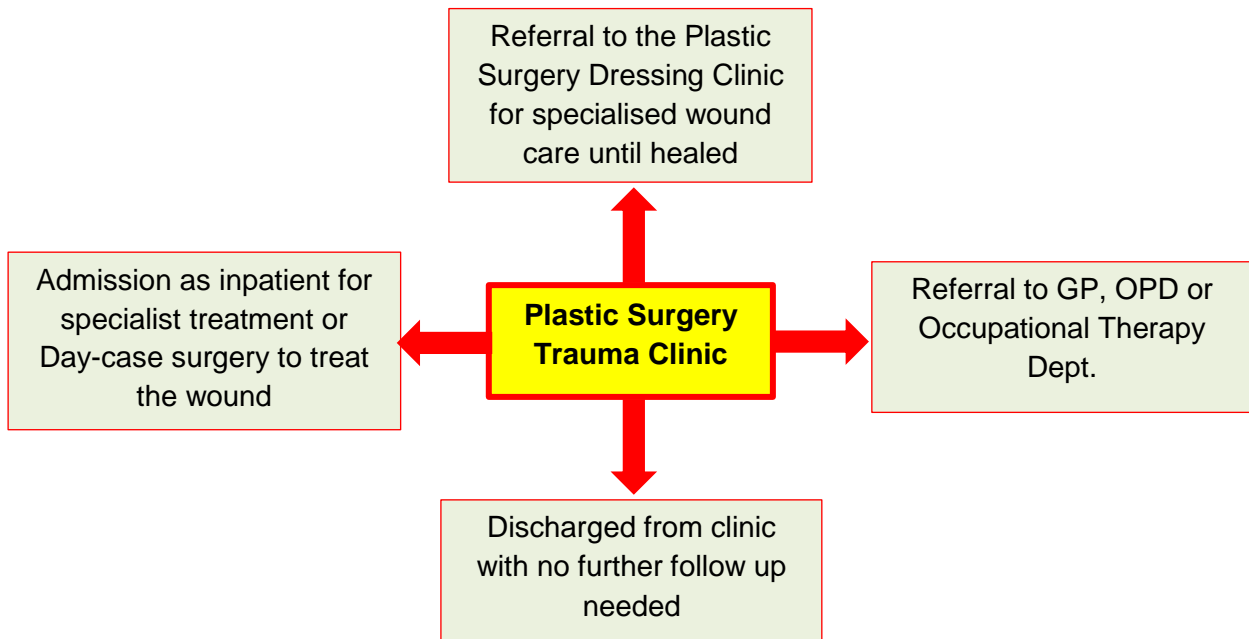 Referral to the Plastic
Surgery Dressing Clinic
for specialised wound
care until healed
Admission as inpatient for
specialist treatment or
Day-case surgery to treat
the wound
Plastic Surgery
Trauma Clinic
Referral to GP, OPD or
Occupational Therapy
Dept.
Discharged from clinic
with no further follow up
needed